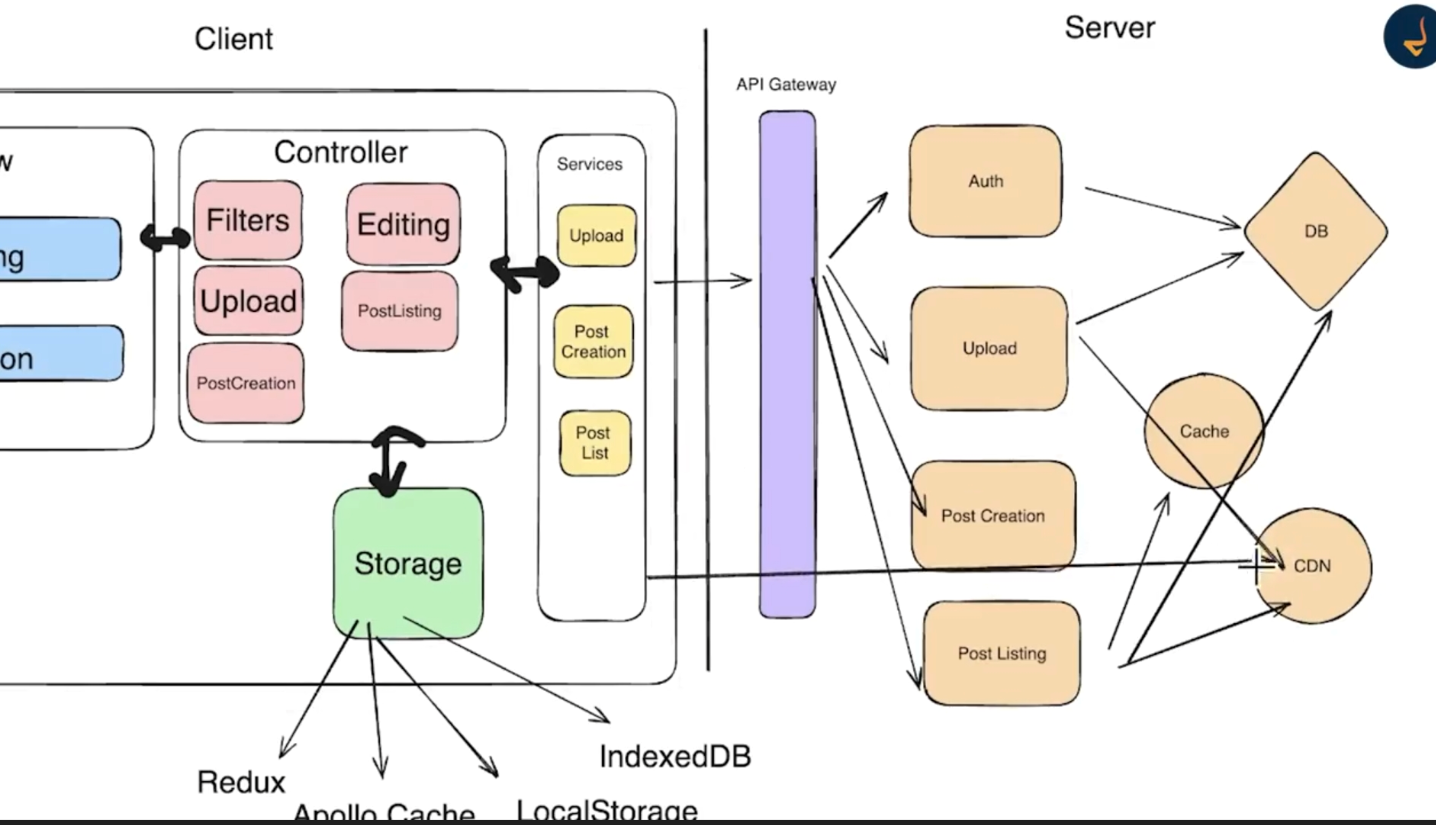 Client
Server
API Gateway
w
Controller
Services
Filters
Editing
Upload
Auth
DB
ng
Upload
PostListing
Post
Creation
Upload
on
PostCreation
Cache
Post
List
Storage
Post Creation
CDN
Post Listing
IndexedDB
Redux
Apollo Cache
LocalStorage